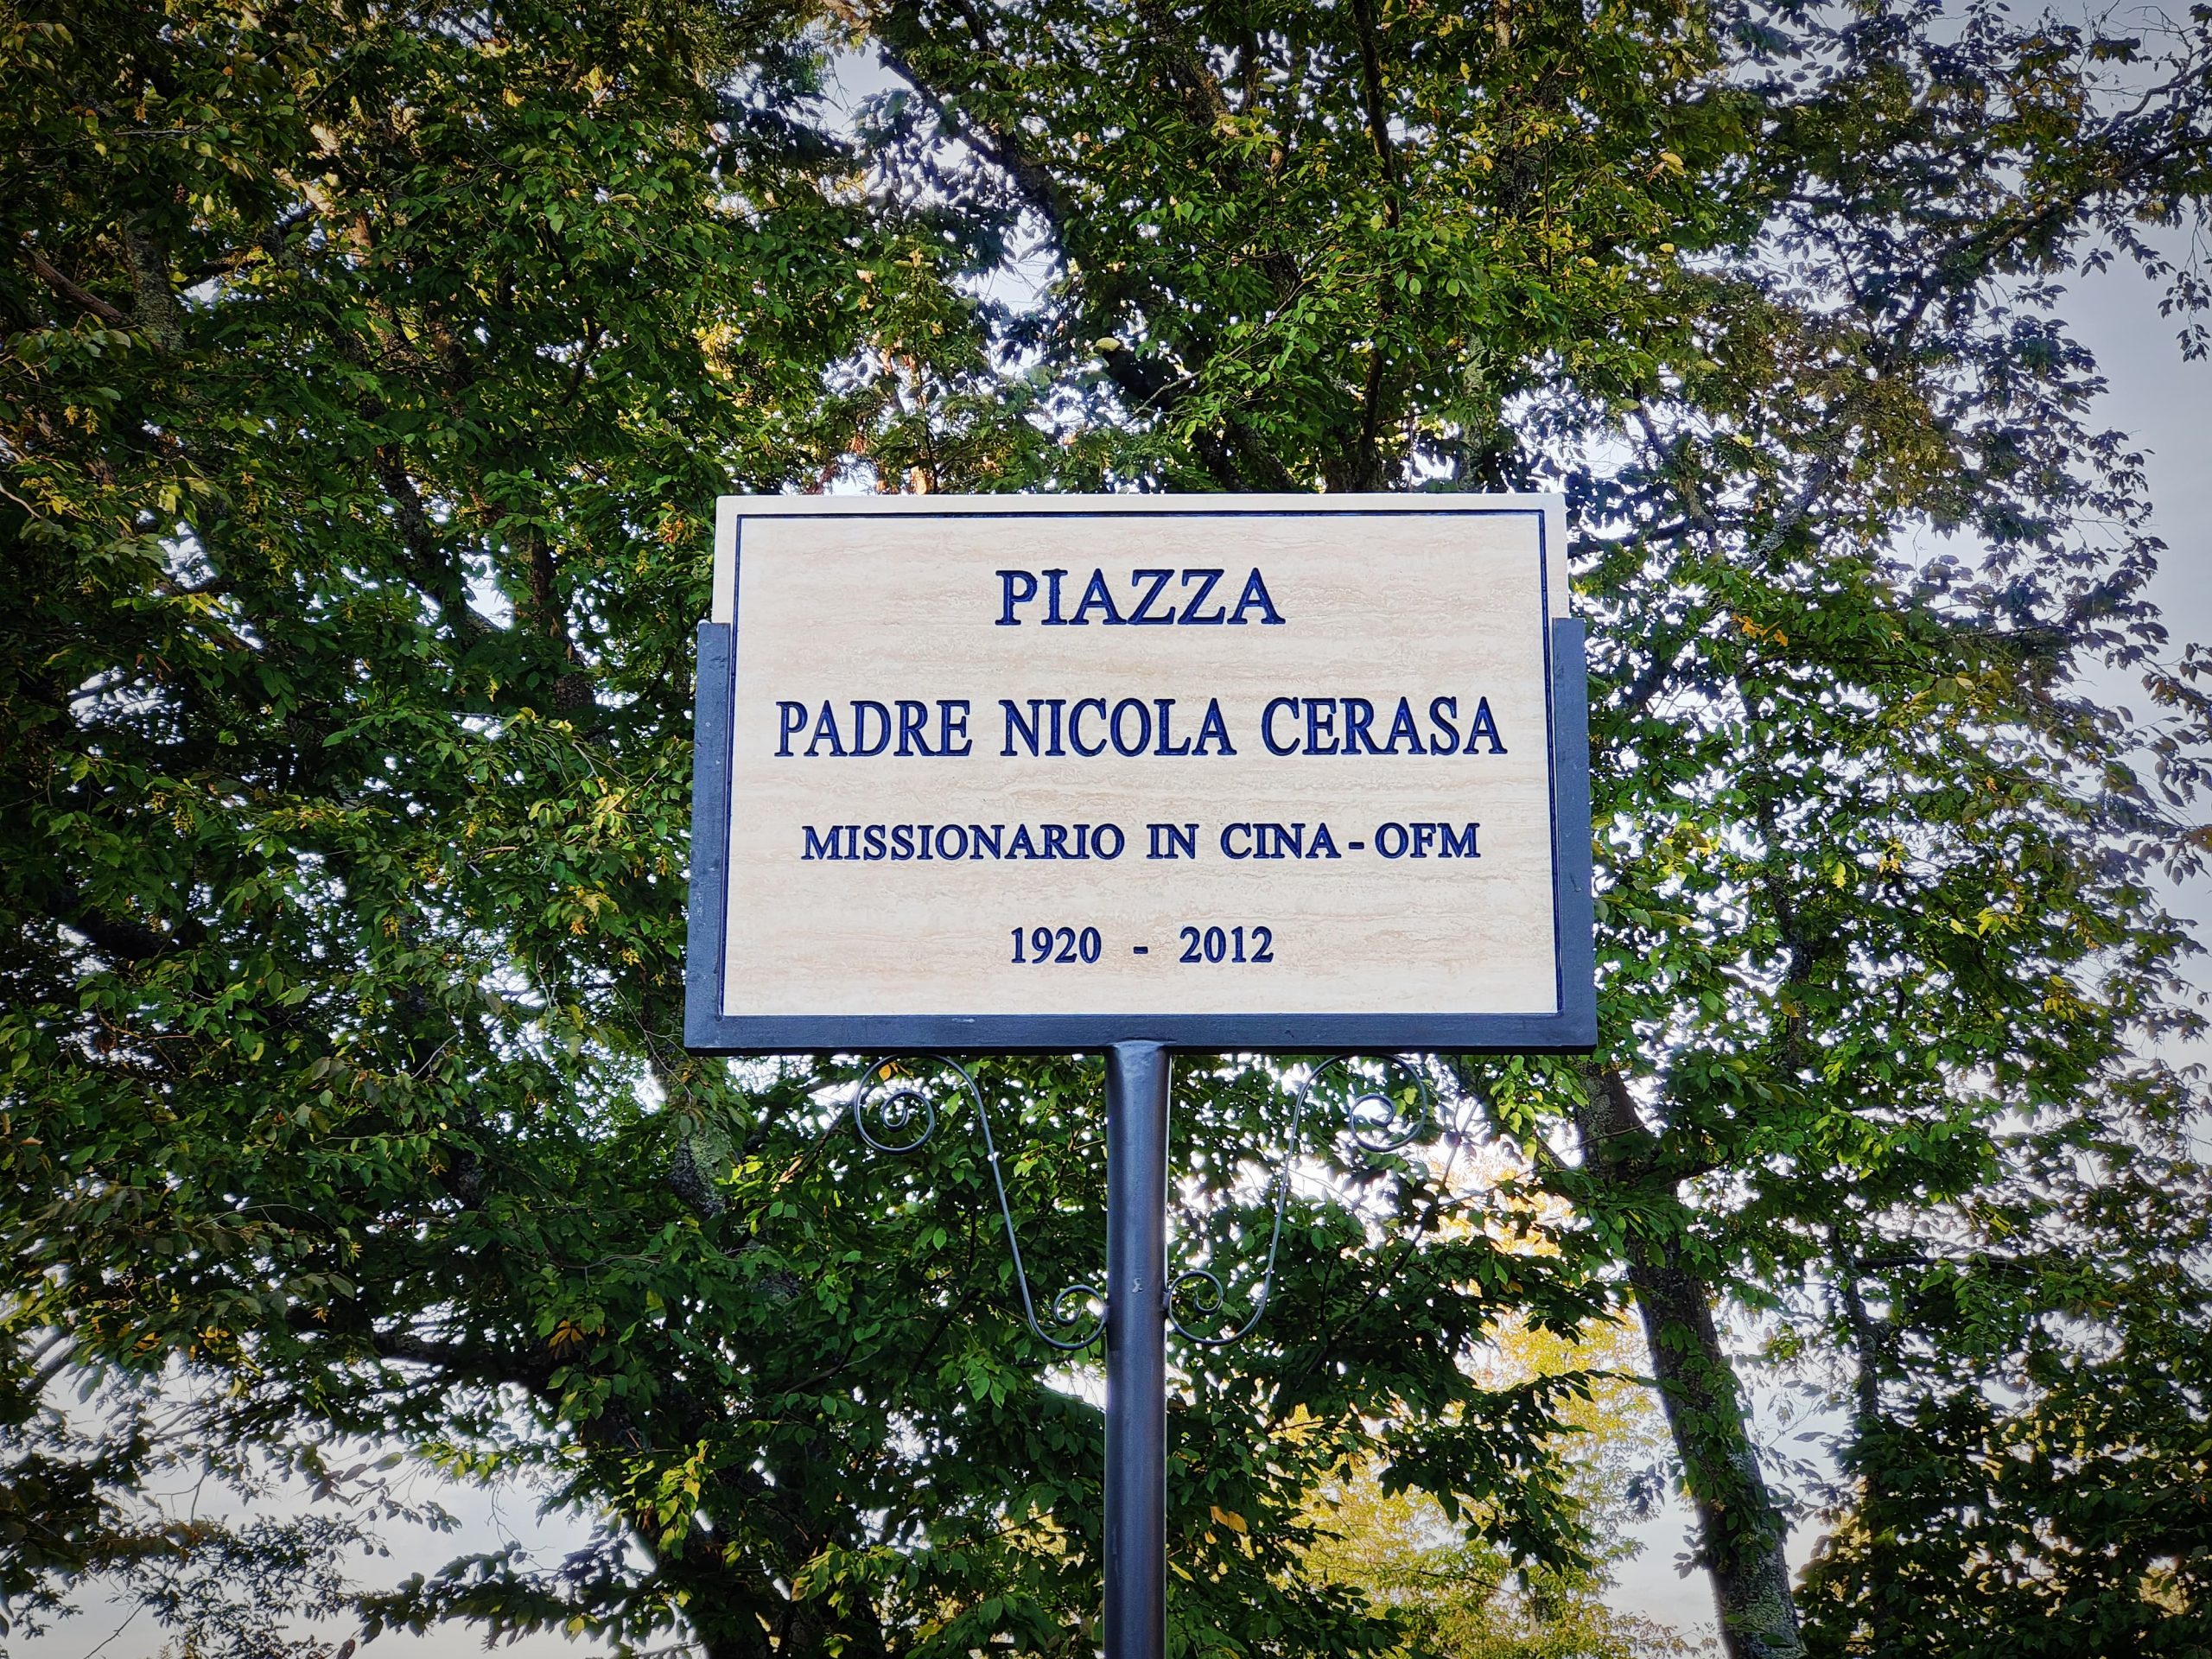 PIAZZA
PADRE NICOLA CERASA
MISSIONARIO IN CINA - OFM
1920 - 2012